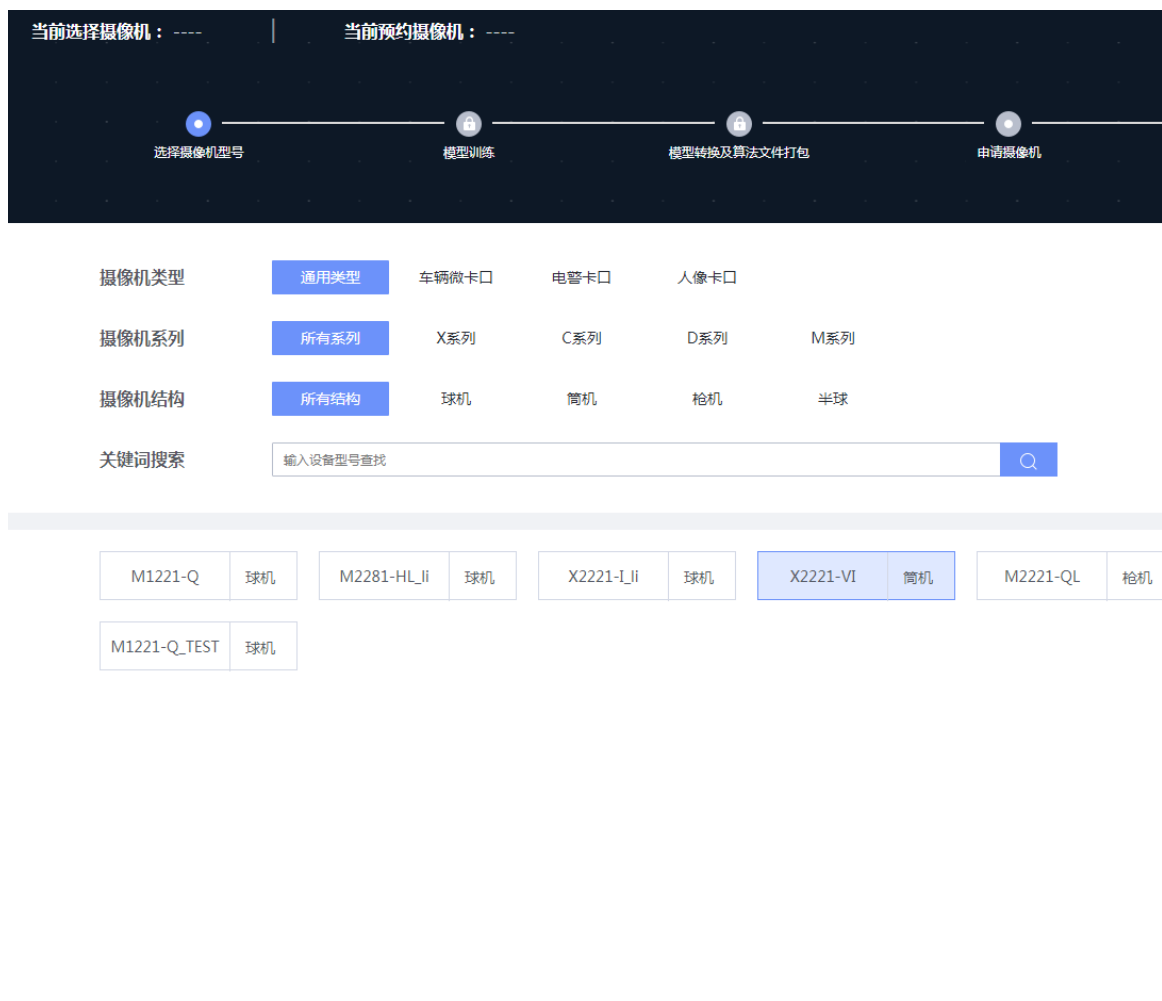 当前选择摄像机： ---- 当前预约摄像机： ----
选择摄像机型号 模型训练 模型转换及算法文件打包 申请摄像机
摄像机类型 通用类型 车辆微卡口 电警卡口 人像卡口
摄像机系列 所有系列 X系列 C系列 D系列 M系列
摄像机结构 所有结构 球机 筒机 枪机 半球
关键词搜索 输入设备型号查找
M1221-Q 球机 M2281-HL_li 球机 X2221-I_li 球机 X2221-VI 筒机 M2221-QL 枪机
M1221-Q_TEST 球机